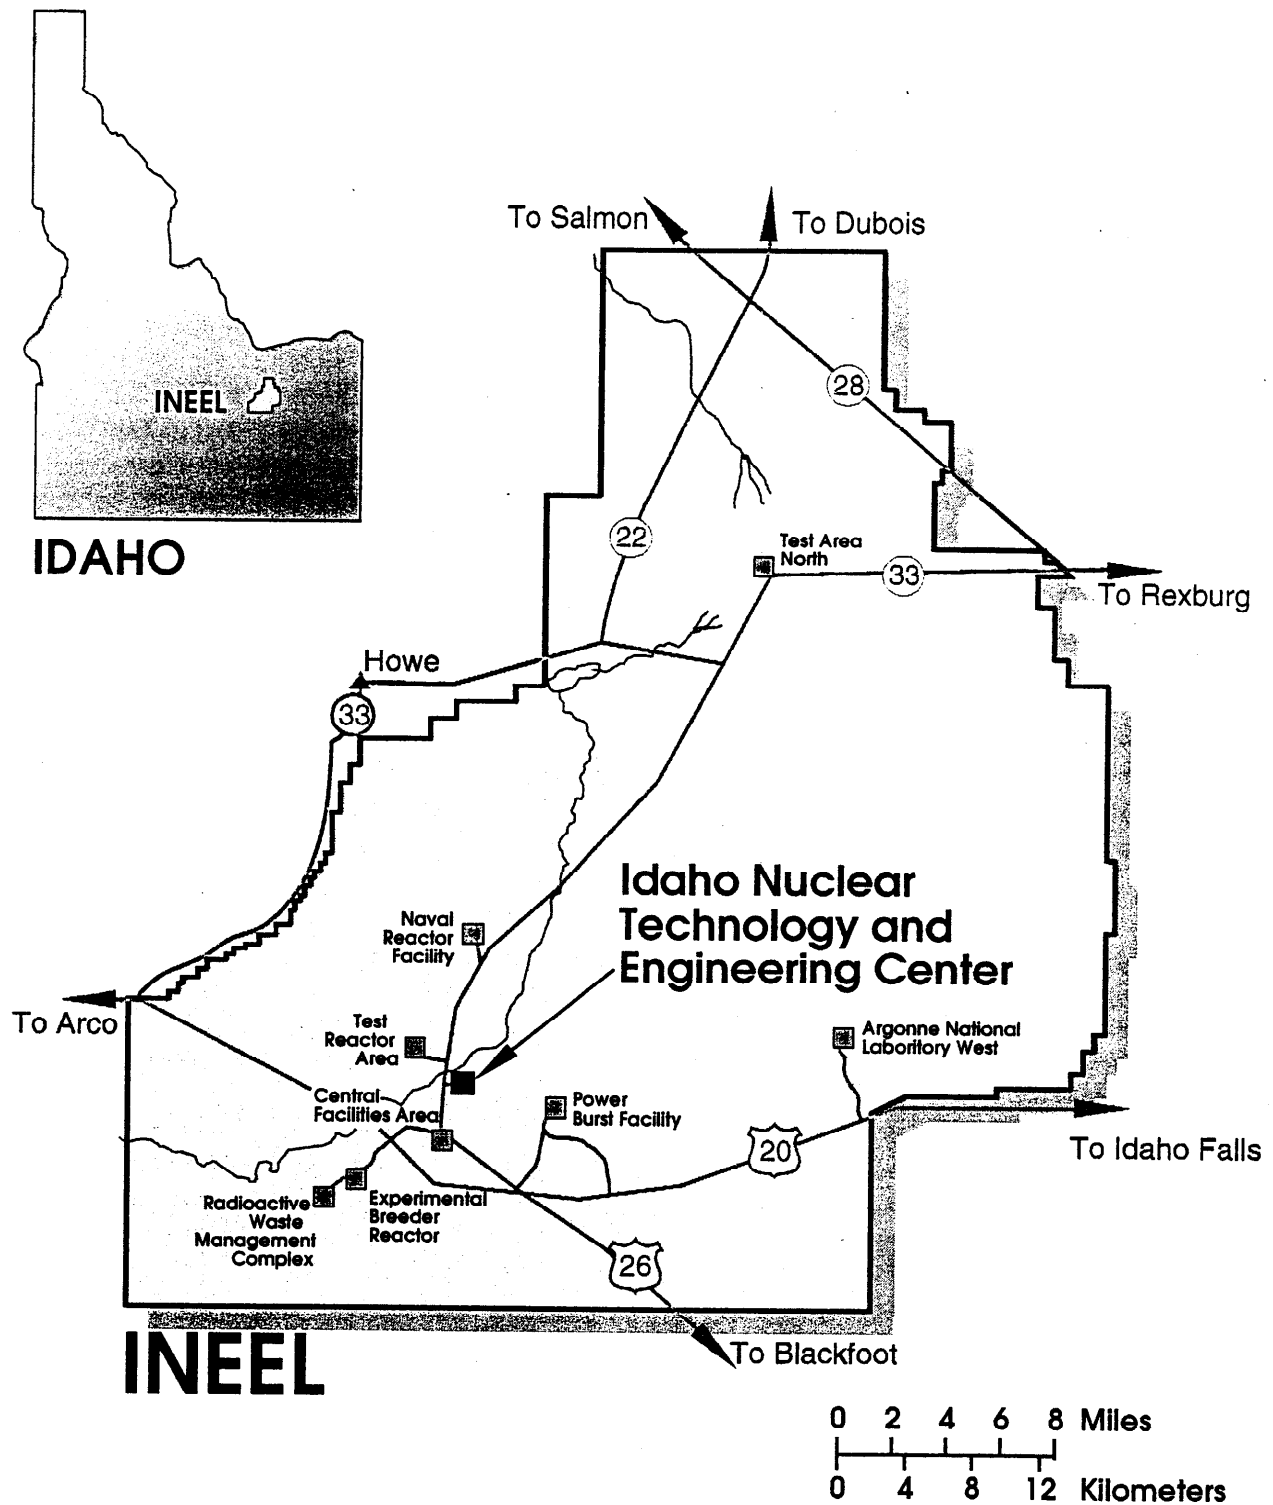 To Salmon
To Dubois
28
INEEL
IDAHO
22
Test Area
North
33
To Rexburg
Howe
33
Idaho Nuclear
Technology and
Engineering Center
Naval
Reactor
Facility
To Arco
Test
Reactor
Area
Argonne National
Laboritory West
Central
Facilities Area
Power
Burst Facility
20
To Idaho Falls
Radioactive
Waste
Management
Complex
Experimental
Breeder
Reactor
26
INEEL
To Blackfoot
0 2 4 6 8 Miles
0 4 8 12 Kilometers